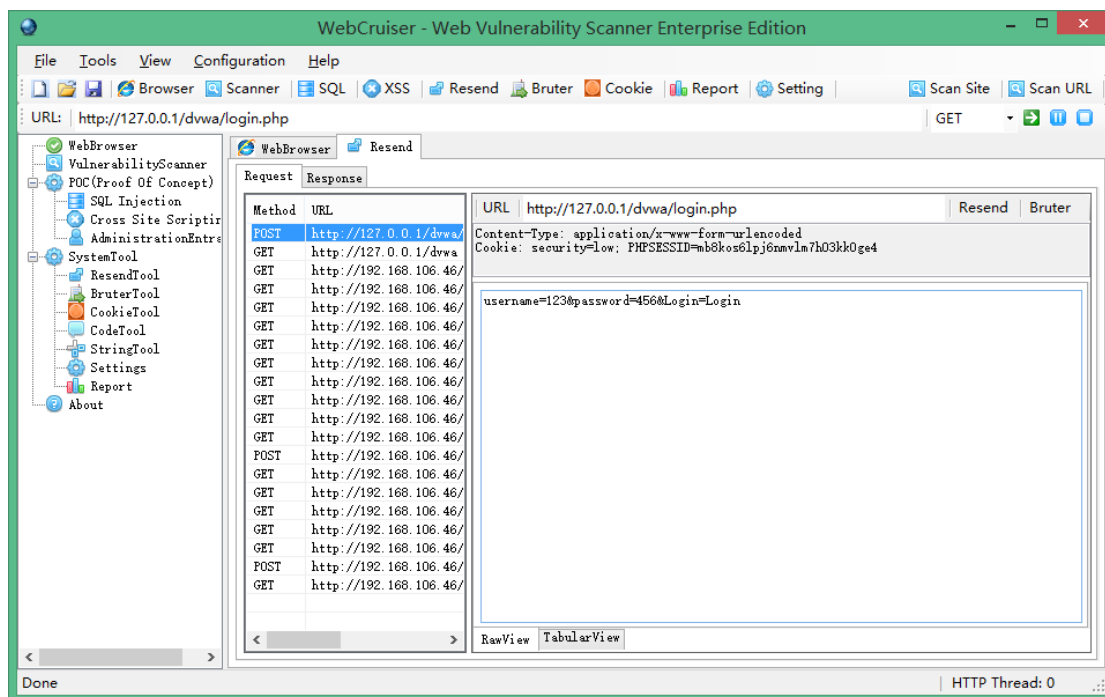 WebCruiser - Web Vulnerability Scanner Enterprise Edition
File Tools View Configuration Help
Browser Scanner SQL XSS Resend Bruter Cookie Report Setting Scan Site Scan URL
URL: http://127.0.0.1/dvwa/login.php GET
WebBrowser
VulnerabilityScanner
POC(Proof Of Concept)
SQL Injection
Cross Site Scriptir
AdministrationEntra
SystemTool
ResendTool
BruterTool
CookieTool
CodeTool
StringTool
Settings
Report
About
WebBrowser Resend
Request Response
Method URL
POST http://127.0.0.1/dvwa/
GET http://127.0.0.1/dvwa
GET http://192.168.106.46/
GET http://192.168.106.46/
GET http://192.168.106.46/
GET http://192.168.106.46/
GET http://192.168.106.46/
GET http://192.168.106.46/
GET http://192.168.106.46/
GET http://192.168.106.46/
GET http://192.168.106.46/
GET http://192.168.106.46/
POST http://192.168.106.46/
GET http://192.168.106.46/
GET http://192.168.106.46/
GET http://192.168.106.46/
GET http://192.168.106.46/
GET http://192.168.106.46/
POST http://192.168.106.46/
GET http://192.168.106.46/
URL http://127.0.0.1/dvwa/login.php Resend Bruter
Content-Type: application/x-www-form-urlencoded
Cookie: security=low; PHPSESSID=mb8kos6lpj6nmvlm7h03kk0ge4
username=123&password=456&Login=Login
RawView TabularView
Done HTTP Thread: 0